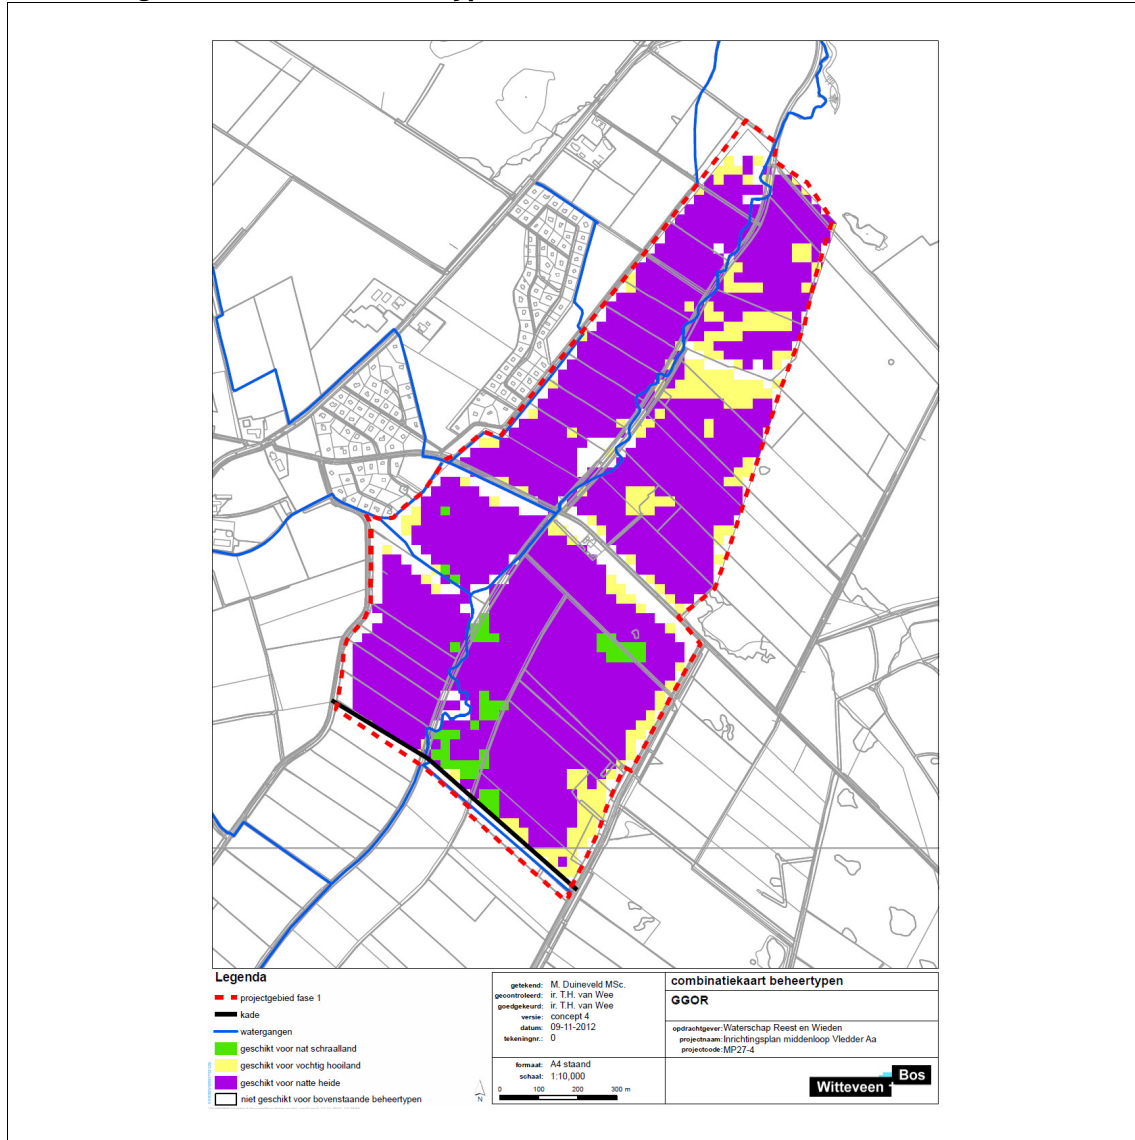 Legenda
projectgebied fase 1
kade
watergangen
geschikt voor nat schraalland
geschikt voor vochtig hooiland
geschikt voor natte heide
niet geschikt voor bovenstaande beheertypen
N
getekend: M. Duineveld MSc.
gecontroleerd: ir. T.H. van Wee
goedgekeurd: ir. T.H. van Wee
versie: concept 4
datum: 09-11-2012
tekeningnr.: 0
formaat: A4 staand
schaal: 1:10,000
0 100 200 300 m
combinatiekaart beheertypen
GGOR
opdrachtgever: Waterschap Reest en Wieden
projectnaam: Inrichtingsplan middenloop Vledder Aa
projectcode: MP27-4
Witteveen + Bos